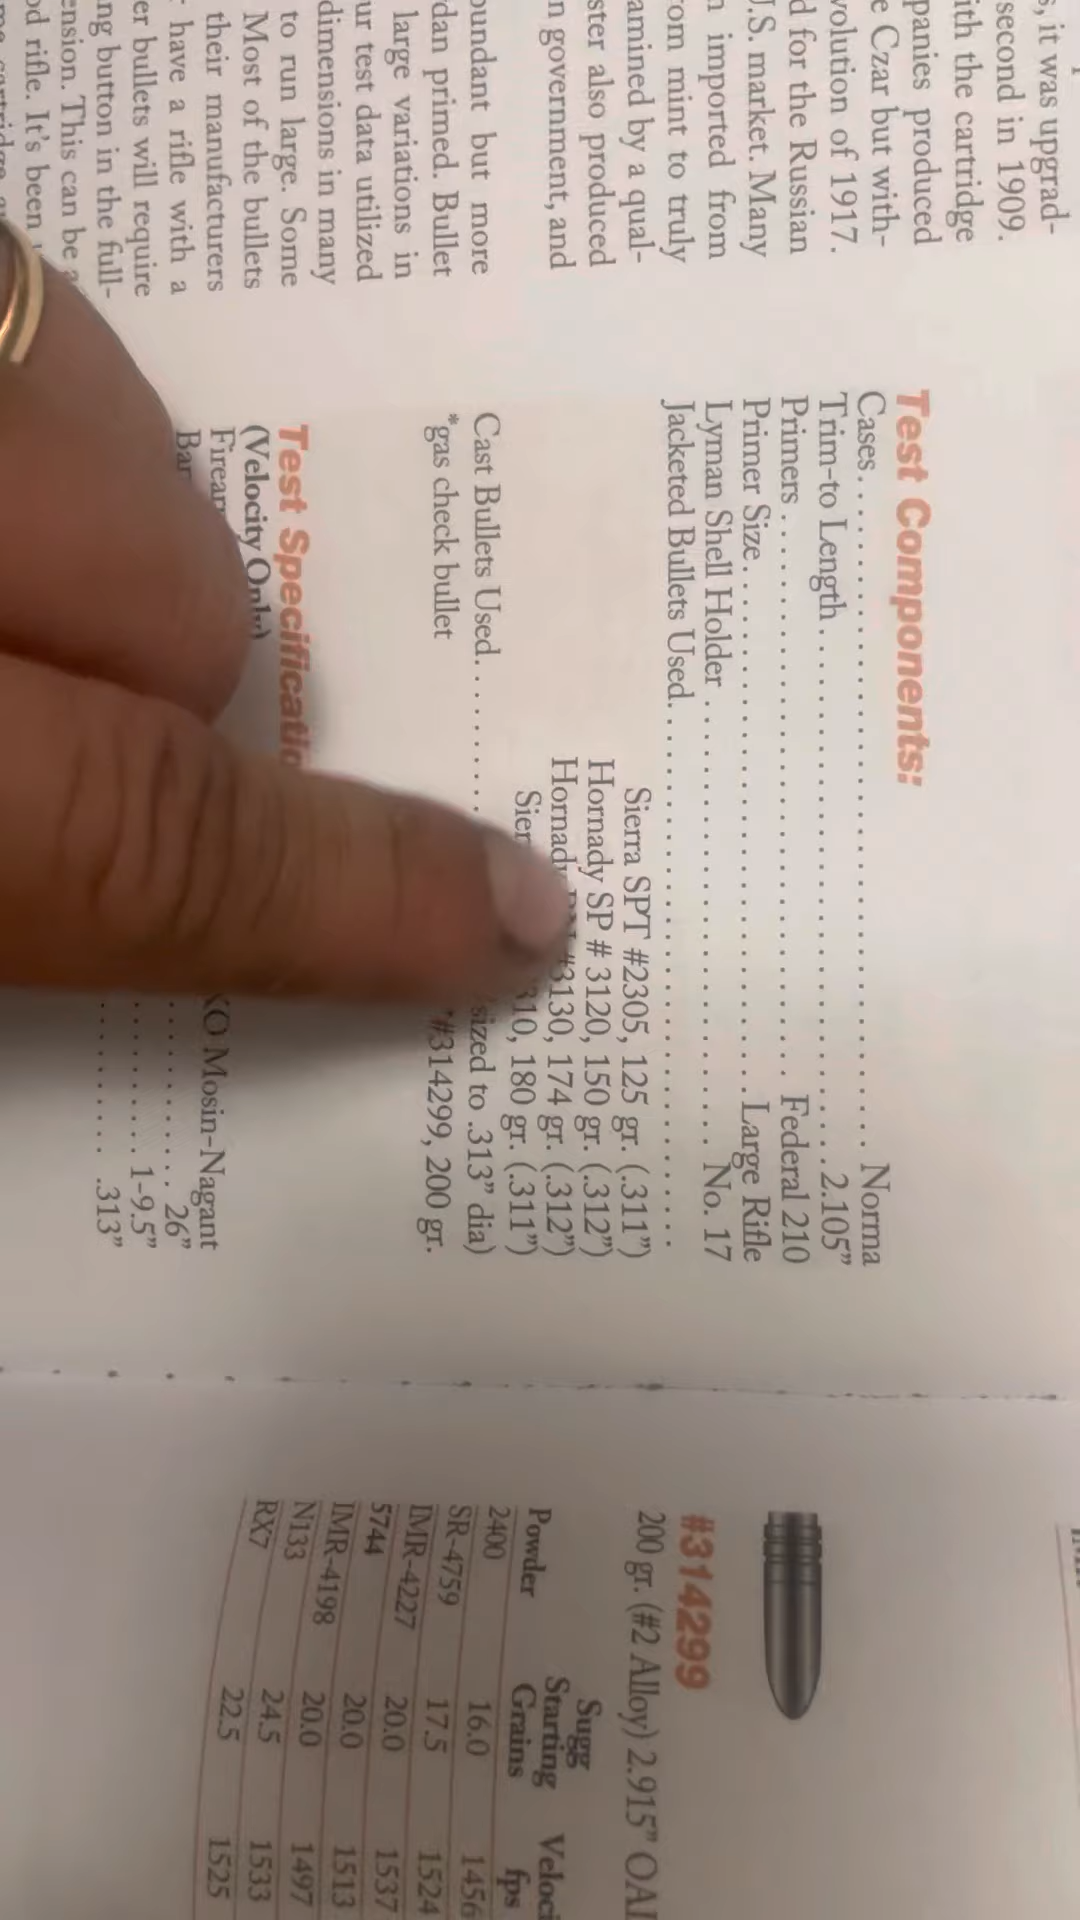 s, it was upgrad-
second in 1909.
ith the cartridge
panies produced
e Czar but with-
volution of 1917.
d for the Russian
U.S. market. Many
n imported from
rom mint to truly
amined by a qual-
ster also produced
n government, and
oundant but more
dan primed. Bullet
large variations in
ur test data utilized
dimensions in many
to run large. Some
Most of the bullets
their manufacturers
have a rifle with a
er bullets will require
ng button in the full-
ension. This can be
od rifle. It's been
Test Components:
Cases. . . . . . . . . . . . . . . . . . . . Norma
Trim-to Length . . . . . . . . . . . . . . . . 2.105”
Primers . . . . . . . . . . . . . . . . Federal 210
Primer Size. . . . . . . . . . . . . . . . Large Rifle
Lyman Shell Holder . . . . . . . . . . . . No. 17
Jacketed Bullets Used. . . . . . . . . . . . . . . .
Sierra SPT #2305, 125 gr. (.311”)
Hornady SP # 3120, 150 gr. (.312”)
Hornady RN #3130, 174 gr. (.312”)
310, 180 gr. (.311”)
Cast Bullets Used. . . . . . . . sized to .313” dia)
*gas check bullet *#314299, 200 gr.
Test Specificatio
(Velocity Only)
Firear XO Mosin-Nagant
Bar . . . . . . 26”
. . . . . . . 1-9.5”
. . . . . . . .313”
#314299
200 gr. (#2 Alloy) 2.915” OAL
Powder Sugg Starting Grains Veloci fps
2400 16.0 1456
SR-4759 17.5 1524
IMR-4227 20.0 1537
5744 20.0 1513
IMR-4198 20.0 1497
N133 24.5 1533
RX7 22.5 1525